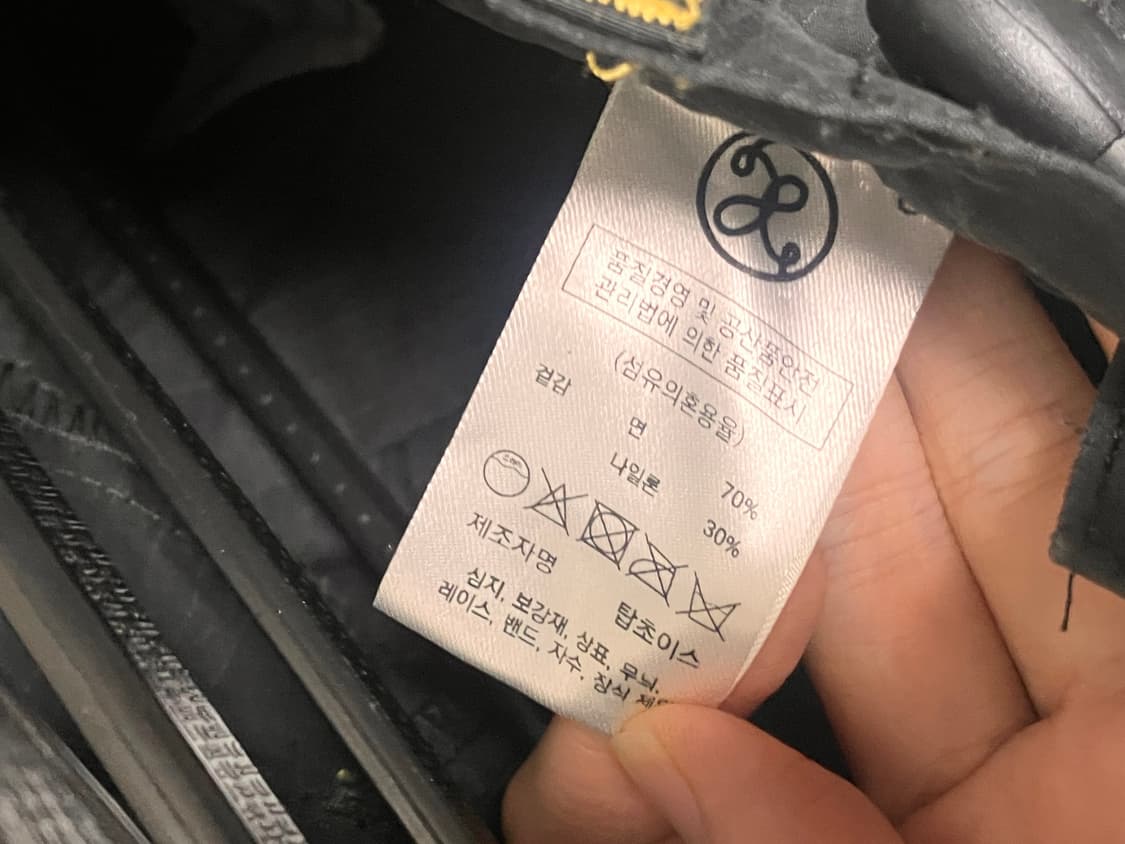 품질경영 및 공산품안전
관리법에 의한 품질표시
(섬유의혼용율)
겉감
면 70%
나일론 30%
제조자명 탑초이스
심지, 보강재, 상표, 무늬,
레이스, 밴드, 자수, 장식